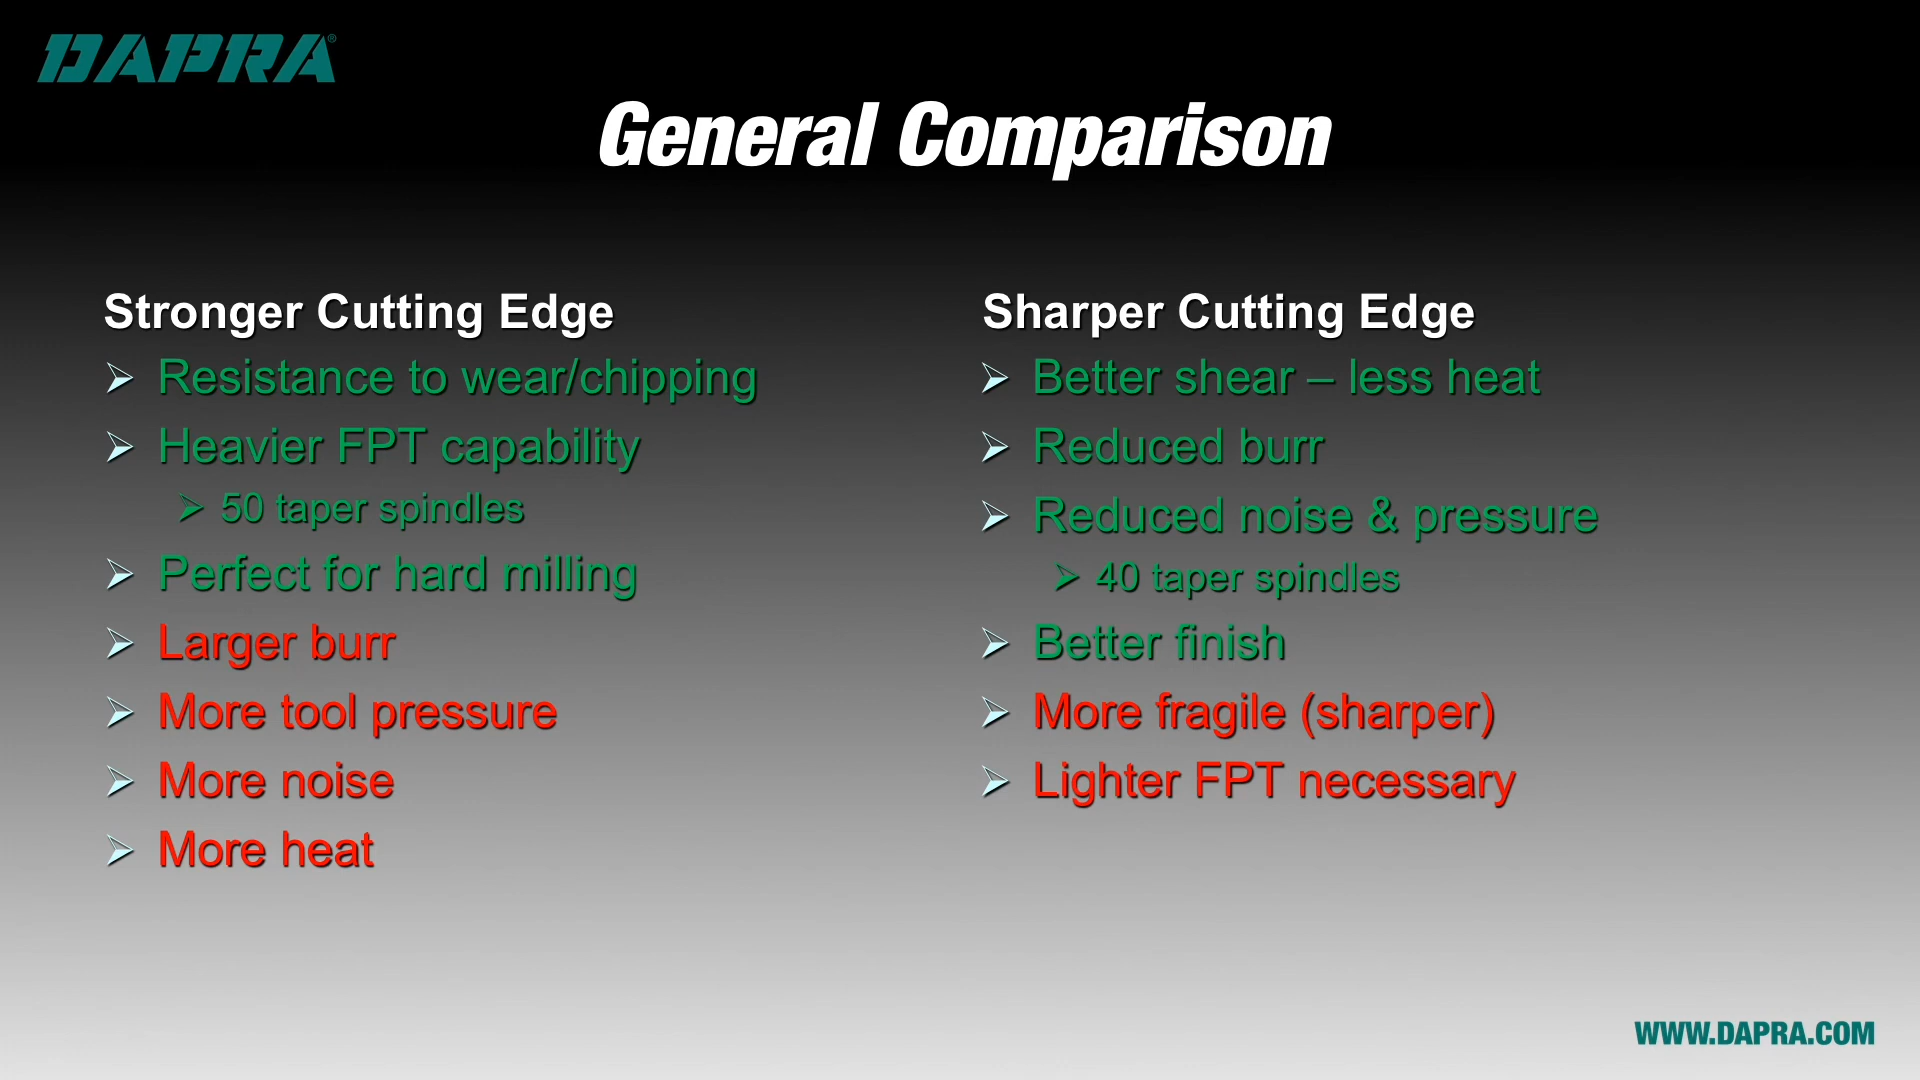 DAPRA®
General Comparison
Stronger Cutting Edge
Resistance to wear/chipping
Heavier FPT capability
50 taper spindles
Perfect for hard milling
Larger burr
More tool pressure
More noise
More heat
Sharper Cutting Edge
Better shear – less heat
Reduced burr
Reduced noise & pressure
40 taper spindles
Better finish
More fragile (sharper)
Lighter FPT necessary
WWW.DAPRA.COM